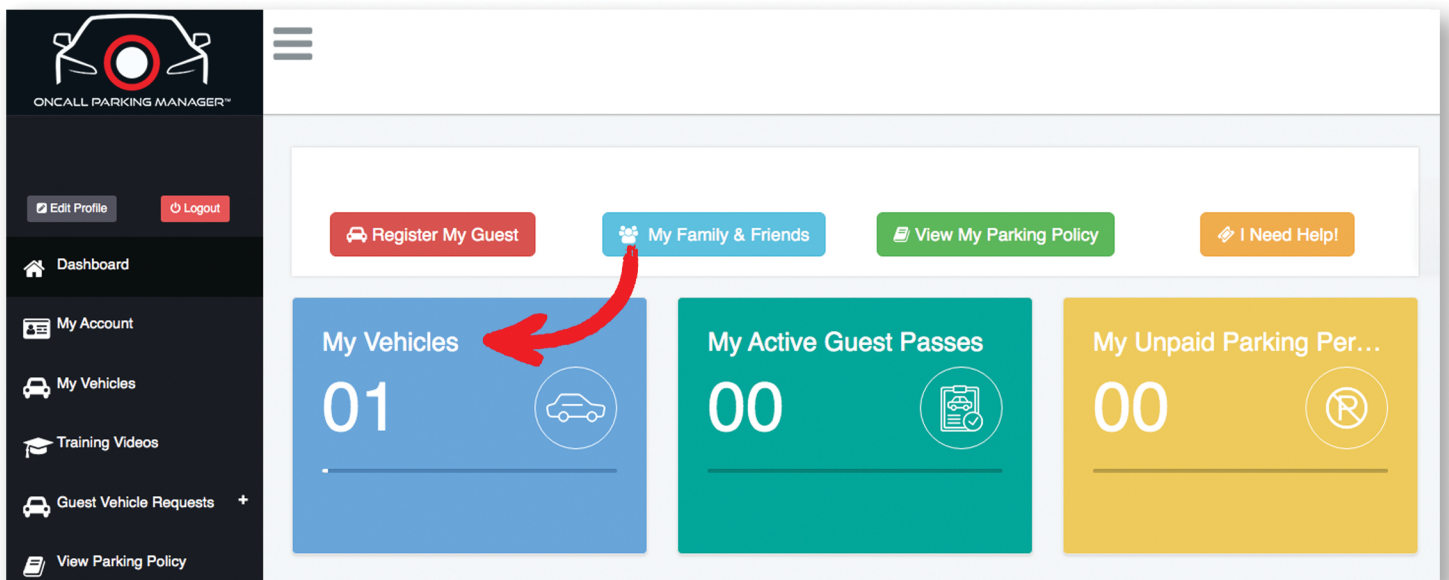 ONCALL PARKING MANAGER™
Edit Profile
Logout
Dashboard
My Account
My Vehicles
Training Videos
Guest Vehicle Requests +
View Parking Policy
Register My Guest
My Family & Friends
View My Parking Policy
I Need Help!
My Vehicles
01
My Active Guest Passes
00
My Unpaid Parking Per...
00